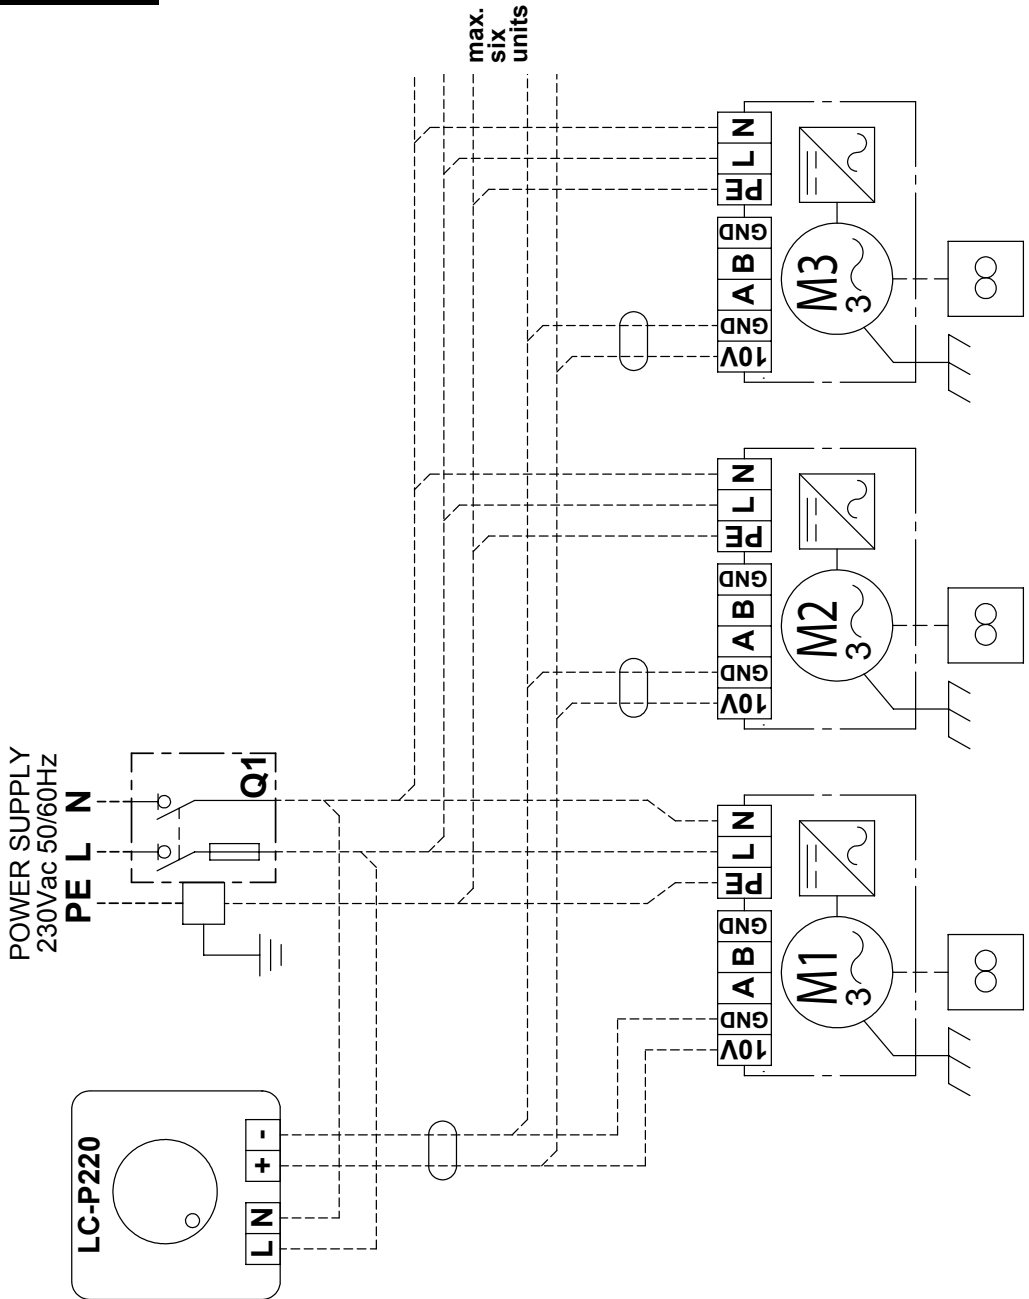 max.
six
units
POWER SUPPLY
230Vac 50/60Hz
PE L N
Q1
LC-P220
L N + -
10V GND A B GND PE L N
M1
3
10V GND A B GND PE L N
M2
3
10V GND A B GND PE L N
M3
3